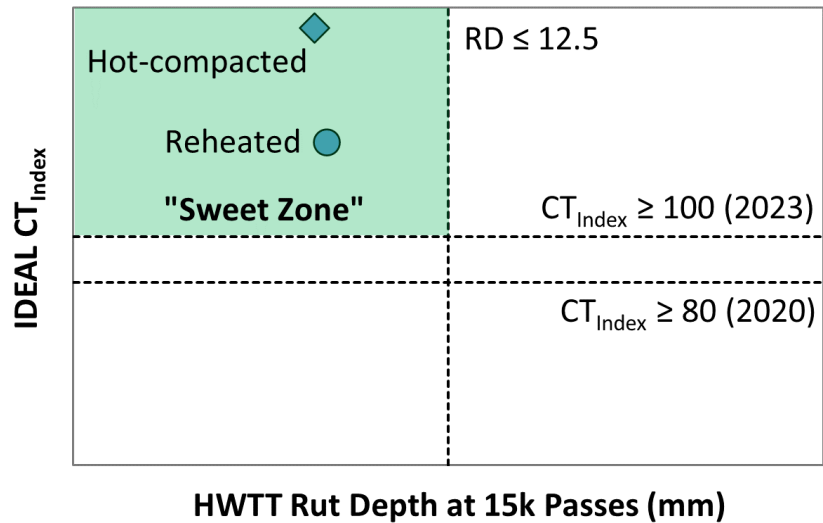 RD ≤ 12.5
Hot-compacted
Reheated
"Sweet Zone"
CTIndex ≥ 100 (2023)
CTIndex ≥ 80 (2020)
IDEAL CTIndex
HWTT Rut Depth at 15k Passes (mm)